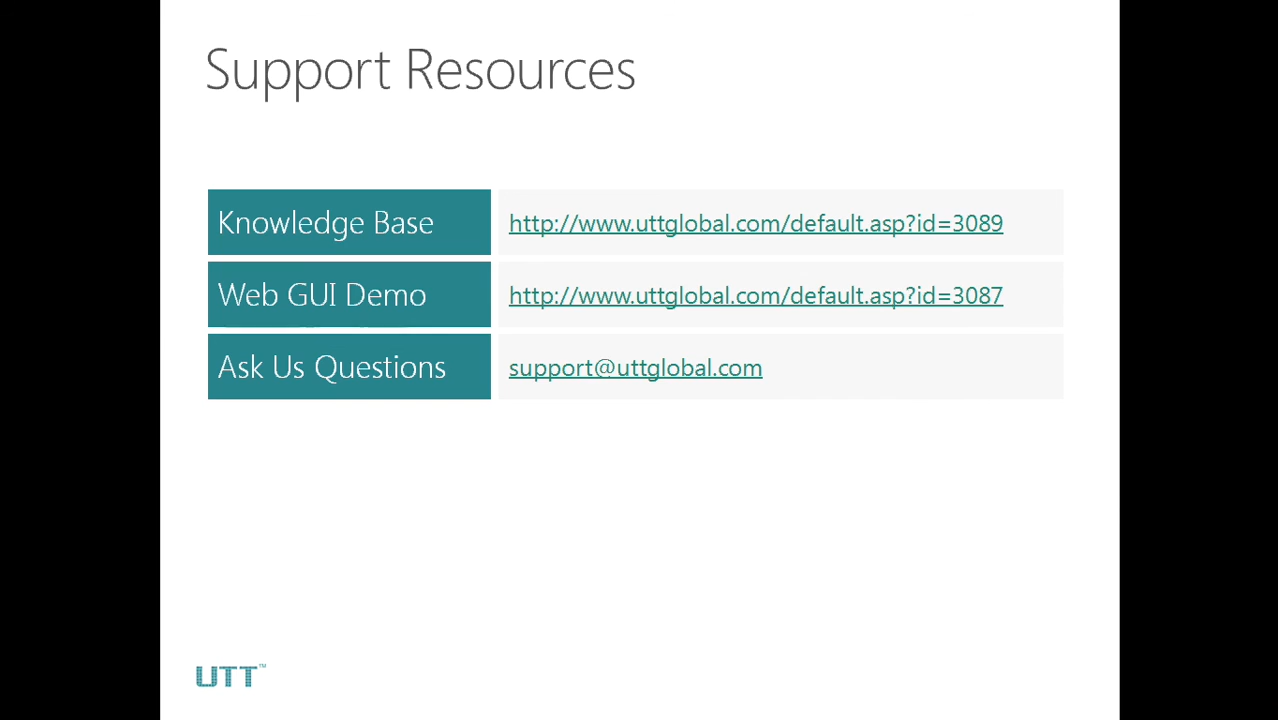 Support Resources
Knowledge Base http://www.uttglobal.com/default.asp?id=3089
Web GUI Demo http://www.uttglobal.com/default.asp?id=3087
Ask Us Questions support@uttglobal.com
UTT™